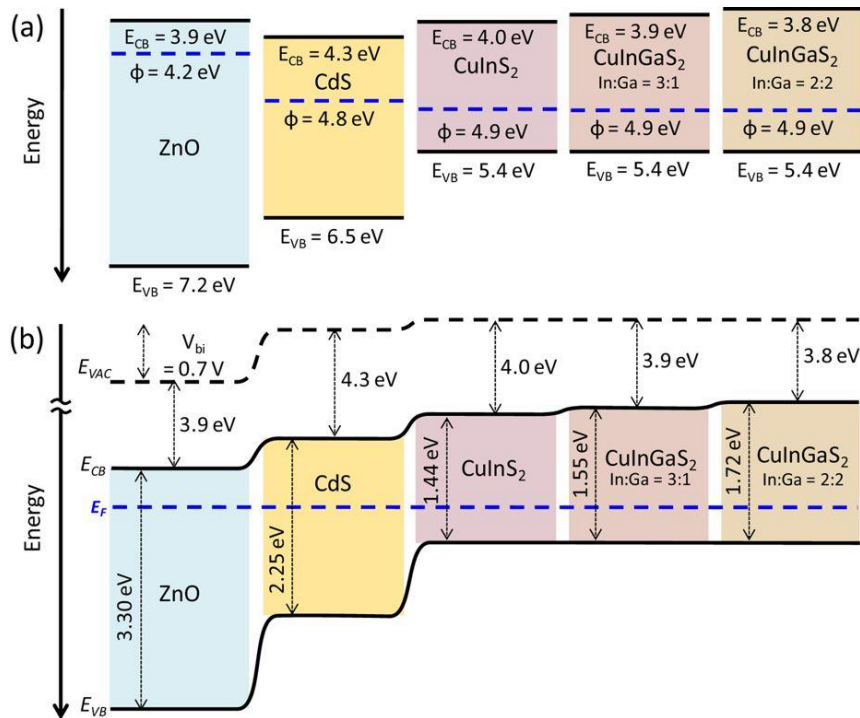 (a)
Energy
E_CB = 3.9 eV
ϕ = 4.2 eV
ZnO
E_VB = 7.2 eV
E_CB = 4.3 eV
CdS
ϕ = 4.8 eV
E_VB = 6.5 eV
E_CB = 4.0 eV
CuInS₂
ϕ = 4.9 eV
E_VB = 5.4 eV
E_CB = 3.9 eV
CuInGaS₂
In:Ga = 3:1
ϕ = 4.9 eV
E_VB = 5.4 eV
E_CB = 3.8 eV
CuInGaS₂
In:Ga = 2:2
ϕ = 4.9 eV
E_VB = 5.4 eV
(b)
Energy
E_VAC
V_bi
= 0.7 V
3.9 eV
4.3 eV
4.0 eV
3.9 eV
3.8 eV
E_CB
E_F
E_VB
3.30 eV
ZnO
2.25 eV
CdS
1.44 eV
CuInS₂
1.55 eV
CuInGaS₂
In:Ga = 3:1
1.72 eV
CuInGaS₂
In:Ga = 2:2